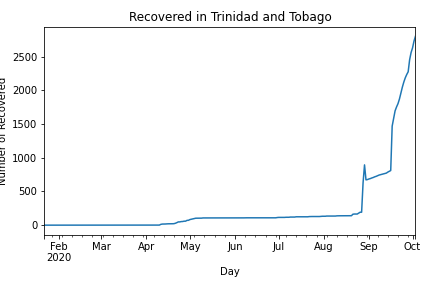 Recovered in Trinidad and Tobago
Number of Recovered
2500
2000
1500
1000
500
0
Feb Mar Apr May Jun Jul Aug Sep Oct
2020
Day